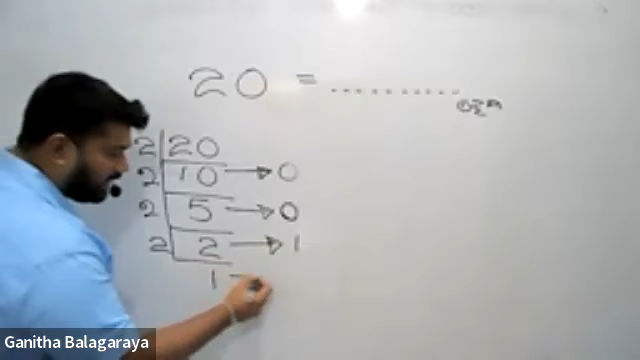 20 = ..........
2 20
2 10 → 0
2 5 → 0
2 2 → 1
1
Ganitha Balagaraya